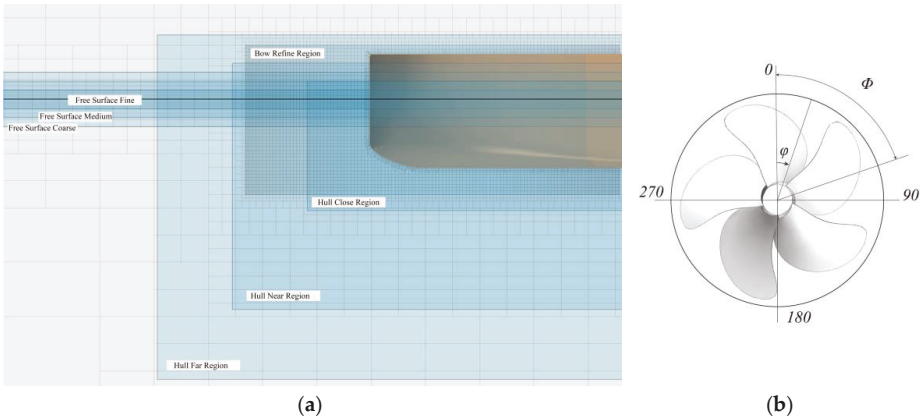 Bow Refine Region
Free Surface Fine
Free Surface Medium
Free Surface Coarse
Hull Close Region
Hull Near Region
Hull Far Region
(a)
0
Φ
φ
270
90
180
(b)